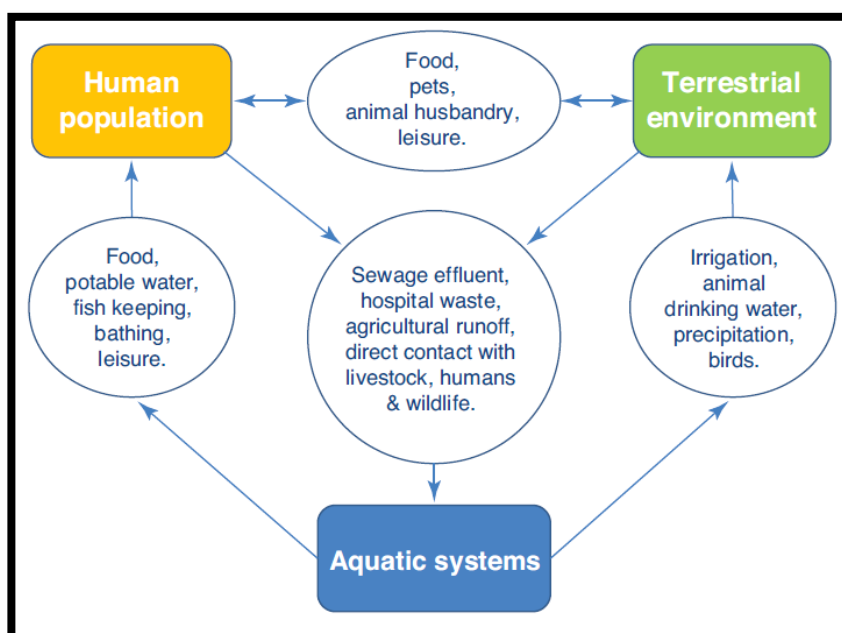 Human
population
Food,
pets,
animal husbandry,
leisure.
Terrestrial
environment
Food,
potable water,
fish keeping,
bathing,
leisure.
Sewage effluent,
hospital waste,
agricultural runoff,
direct contact with
livestock, humans
& wildlife.
Irrigation,
animal
drinking water,
precipitation,
birds.
Aquatic systems